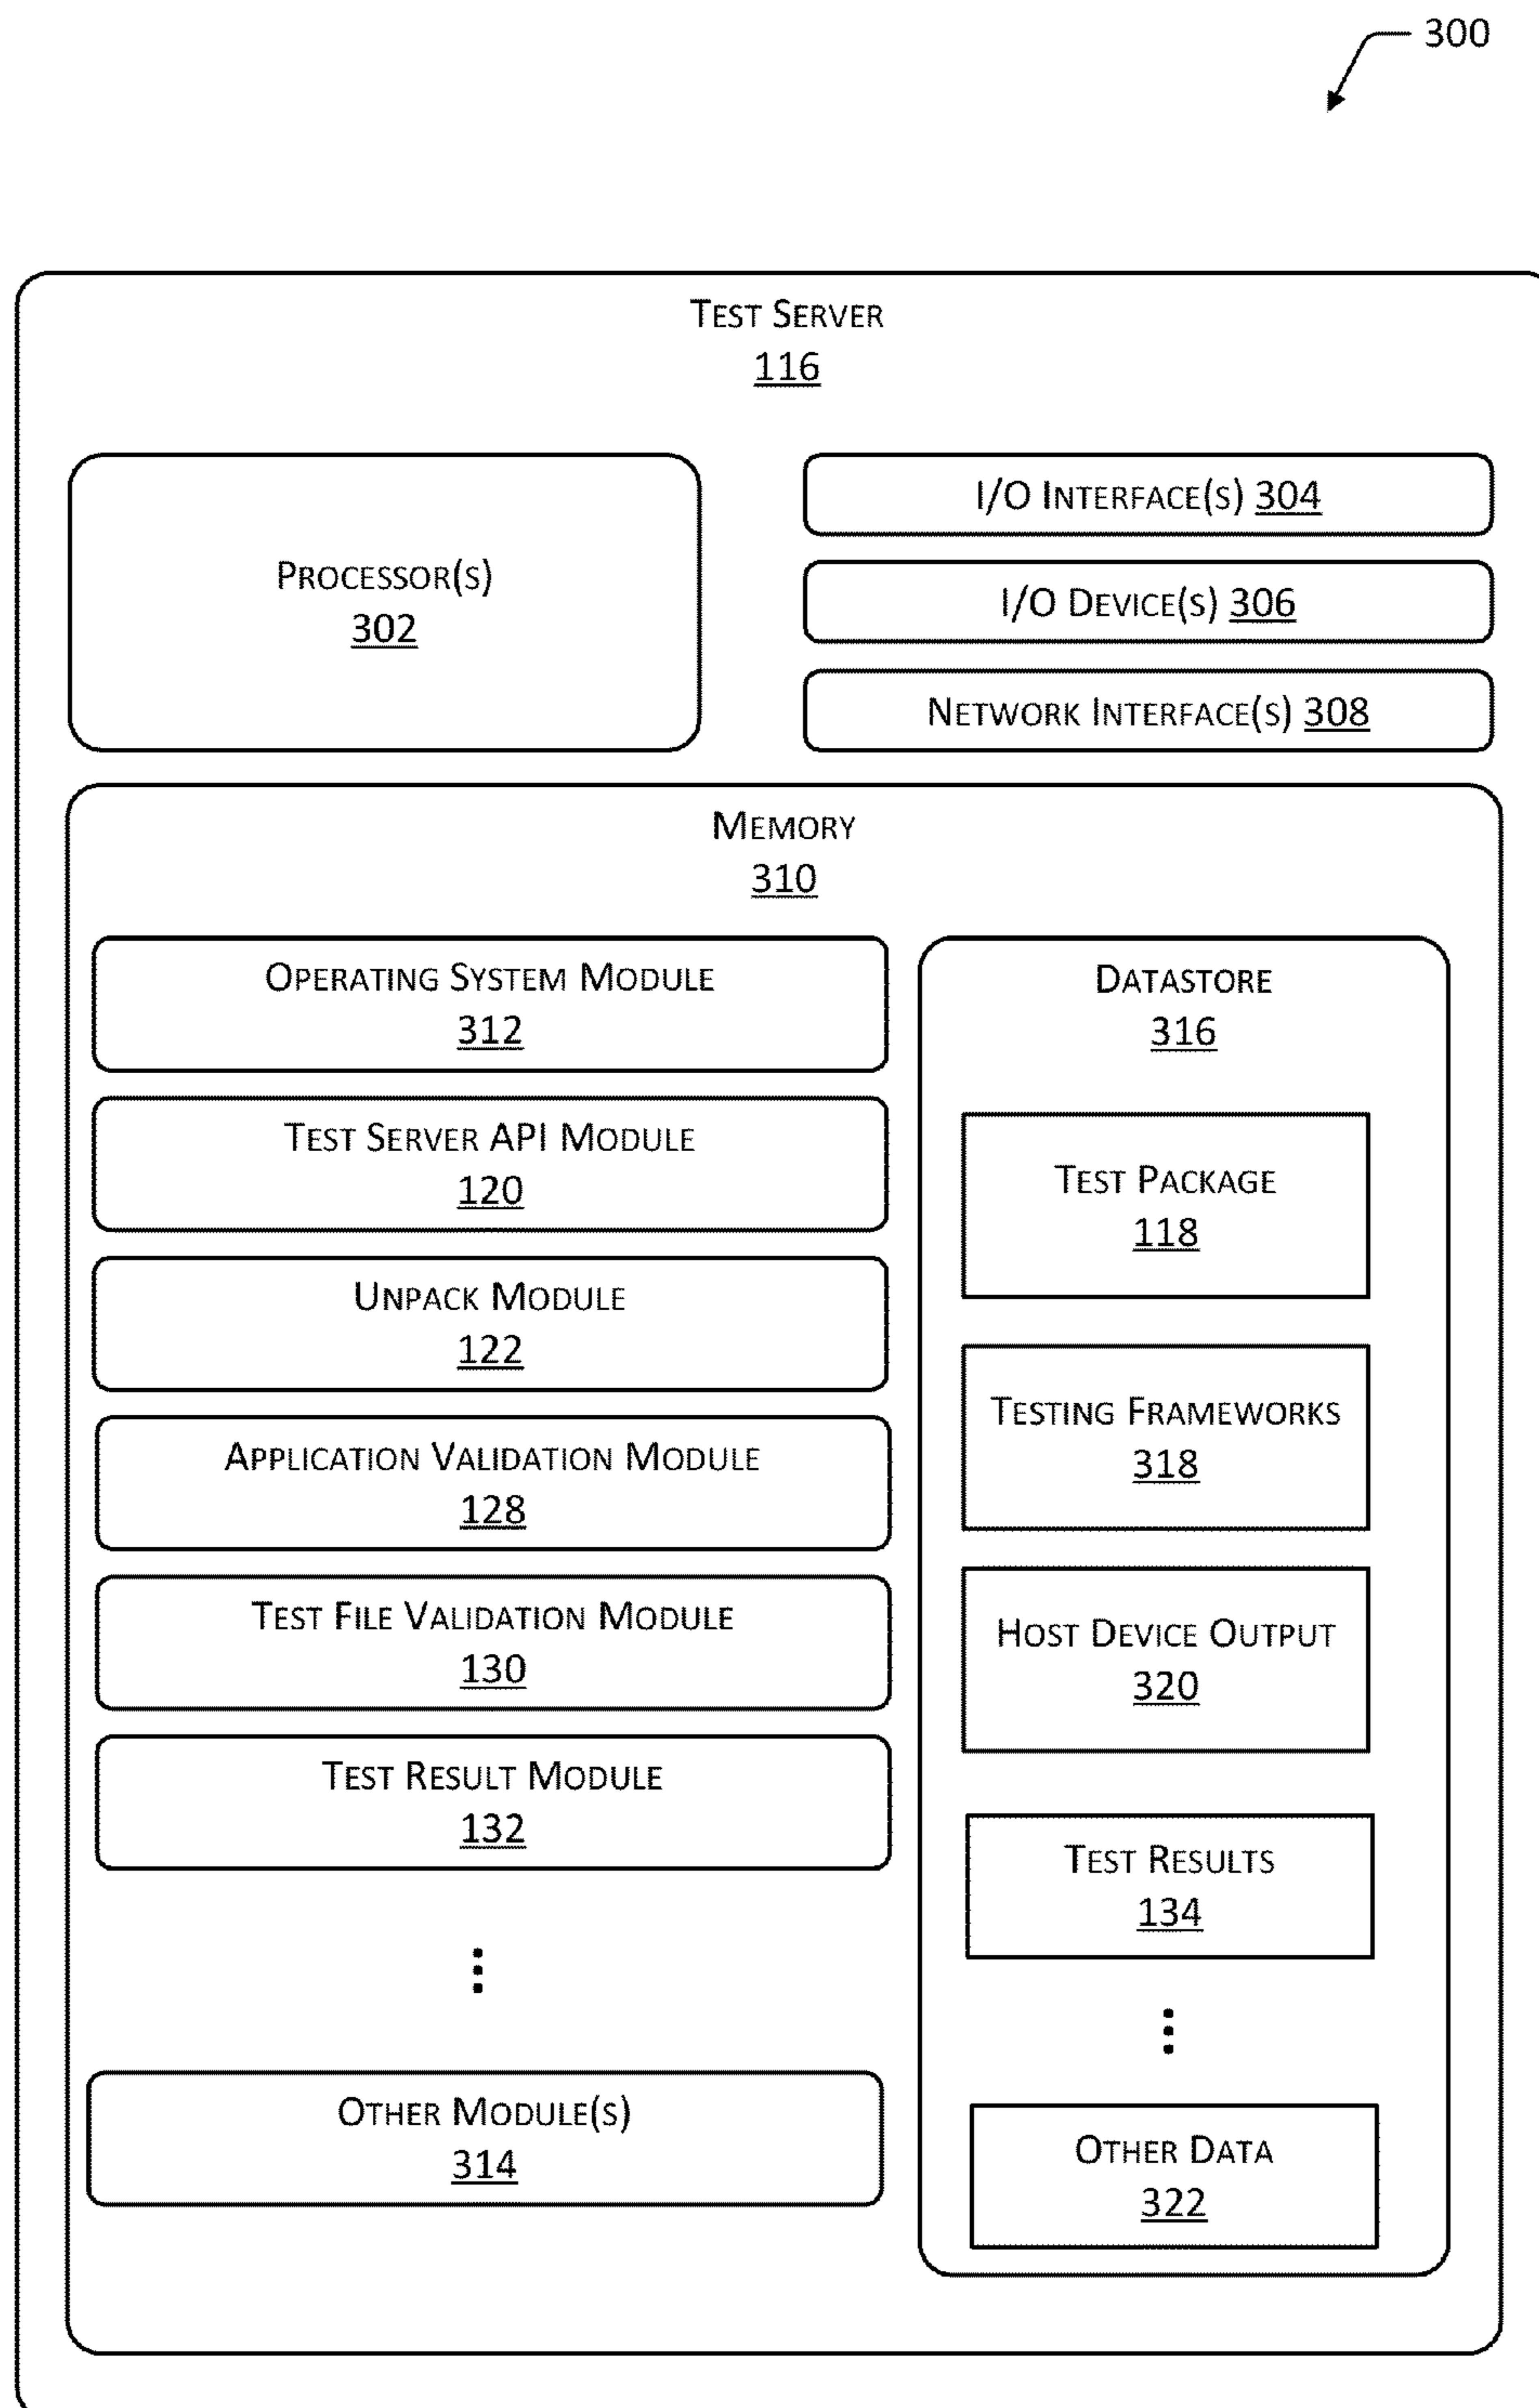 300
Test Server
116
Processor(s)
302
I/O Interface(s) 304
I/O Device(s) 306
Network Interface(s) 308
Memory
310
Operating System Module
312
Test Server API Module
120
Unpack Module
122
Application Validation Module
128
Test File Validation Module
130
Test Result Module
132
Other Module(s)
314
Datastore
316
Test Package
118
Testing Frameworks
318
Host Device Output
320
Test Results
134
Other Data
322